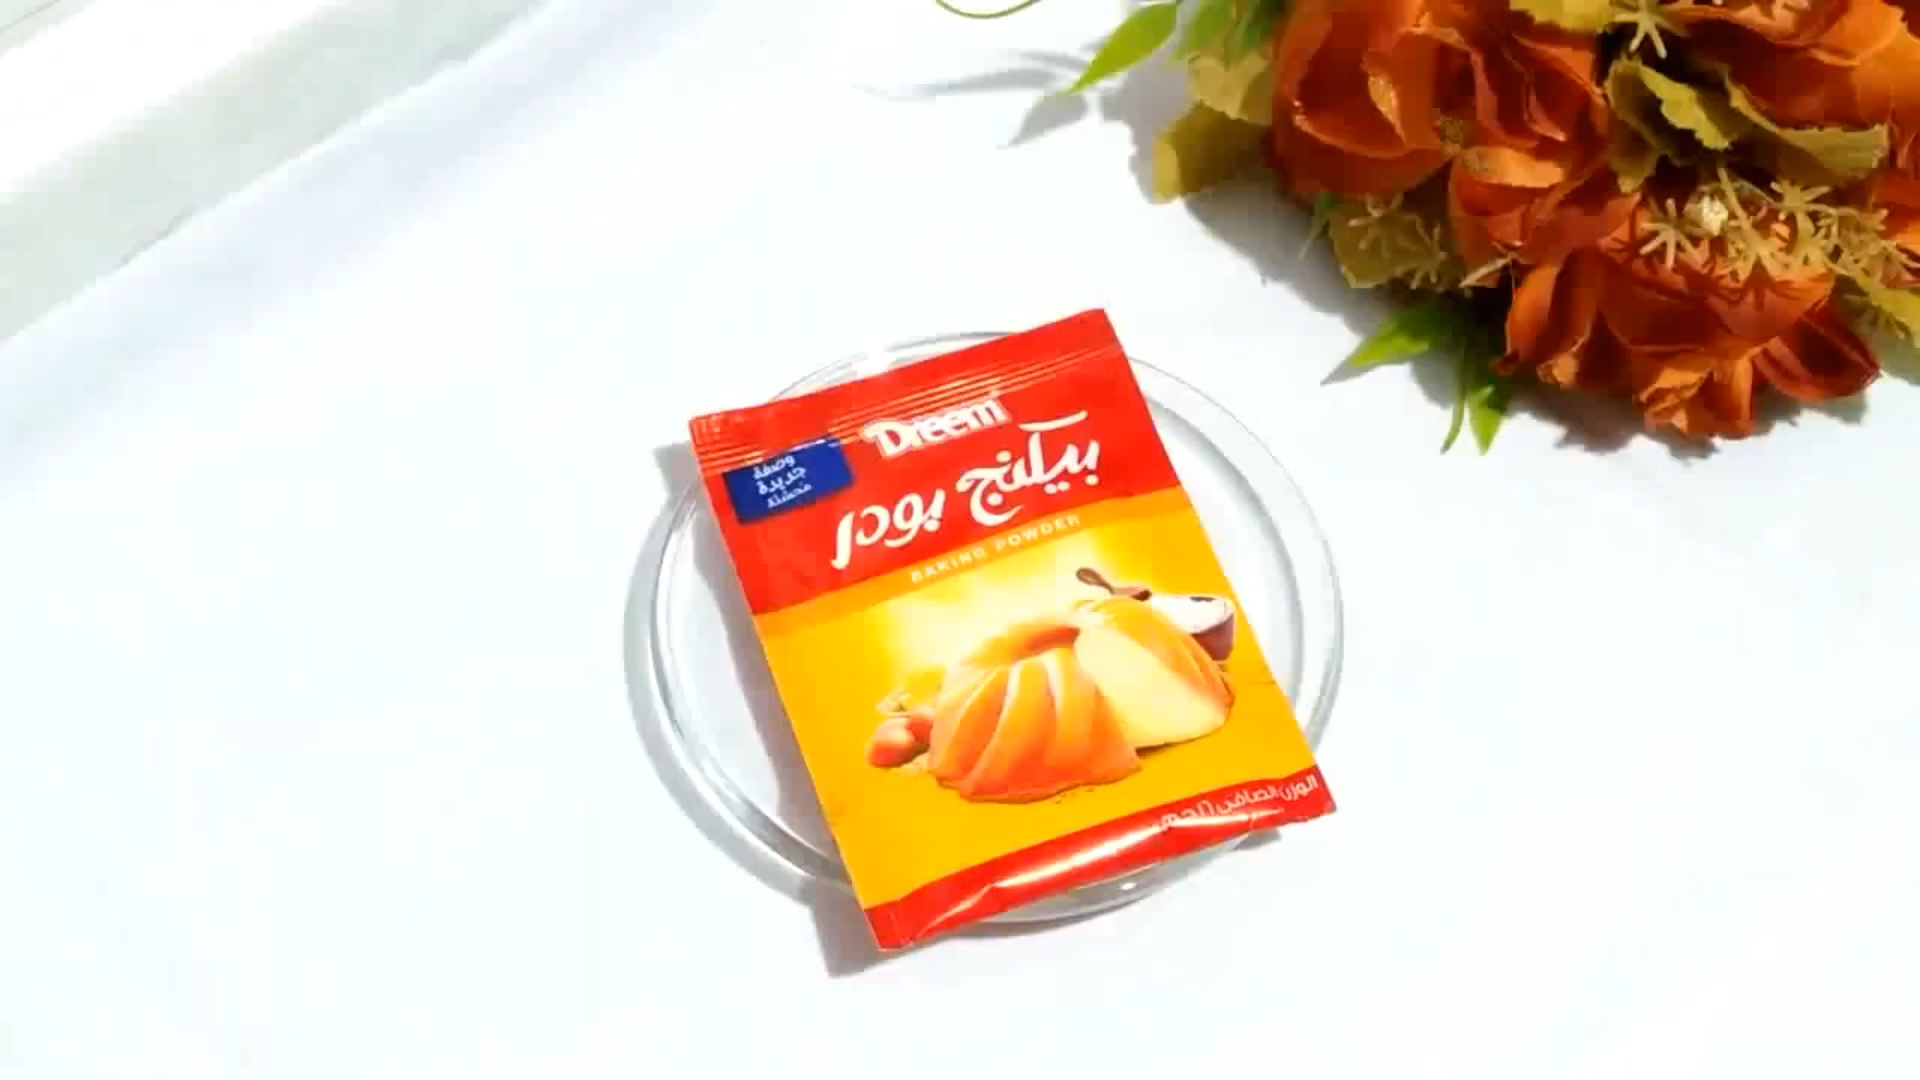 Dreem
وصفة
جديدة
محسنة
بيكنج بودر
BAKING POWDER
الوزن الصافي